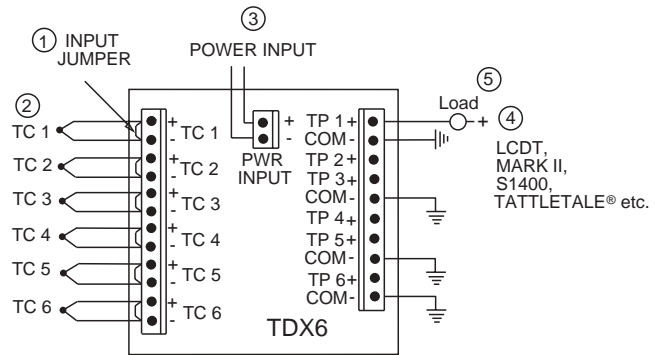 1 INPUT JUMPER
3
POWER INPUT
2
TC 1
TC 2
TC 3
TC 4
TC 5
TC 6
+
-
TC 1
+
-
TC 2
+
-
TC 3
+
-
TC 4
+
-
TC 5
+
-
TC 6
+
-
PWR
INPUT
TP 1+
COM-
TP 2+
TP 3+
COM-
TP 4+
TP 5+
COM-
TP 6+
COM-
TDX6
5
Load
+
4
LCDT,
MARK II,
S1400,
TATTLETALE® etc.